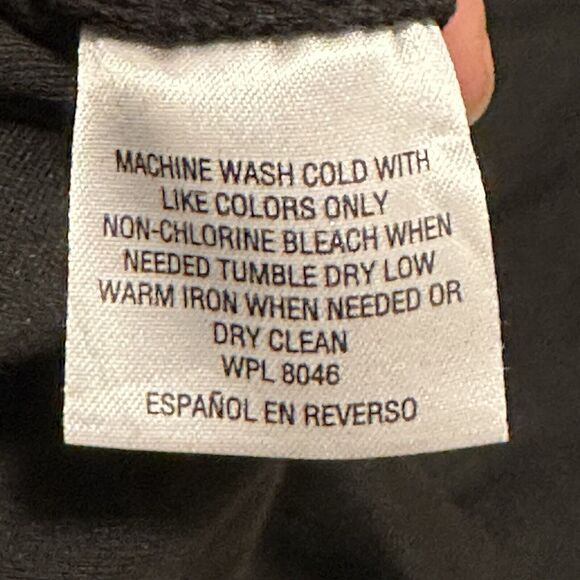 MACHINE WASH COLD WITH
LIKE COLORS ONLY
NON-CHLORINE BLEACH WHEN
NEEDED TUMBLE DRY LOW
WARM IRON WHEN NEEDED OR
DRY CLEAN
WPL 8046
ESPAÑOL EN REVERSO